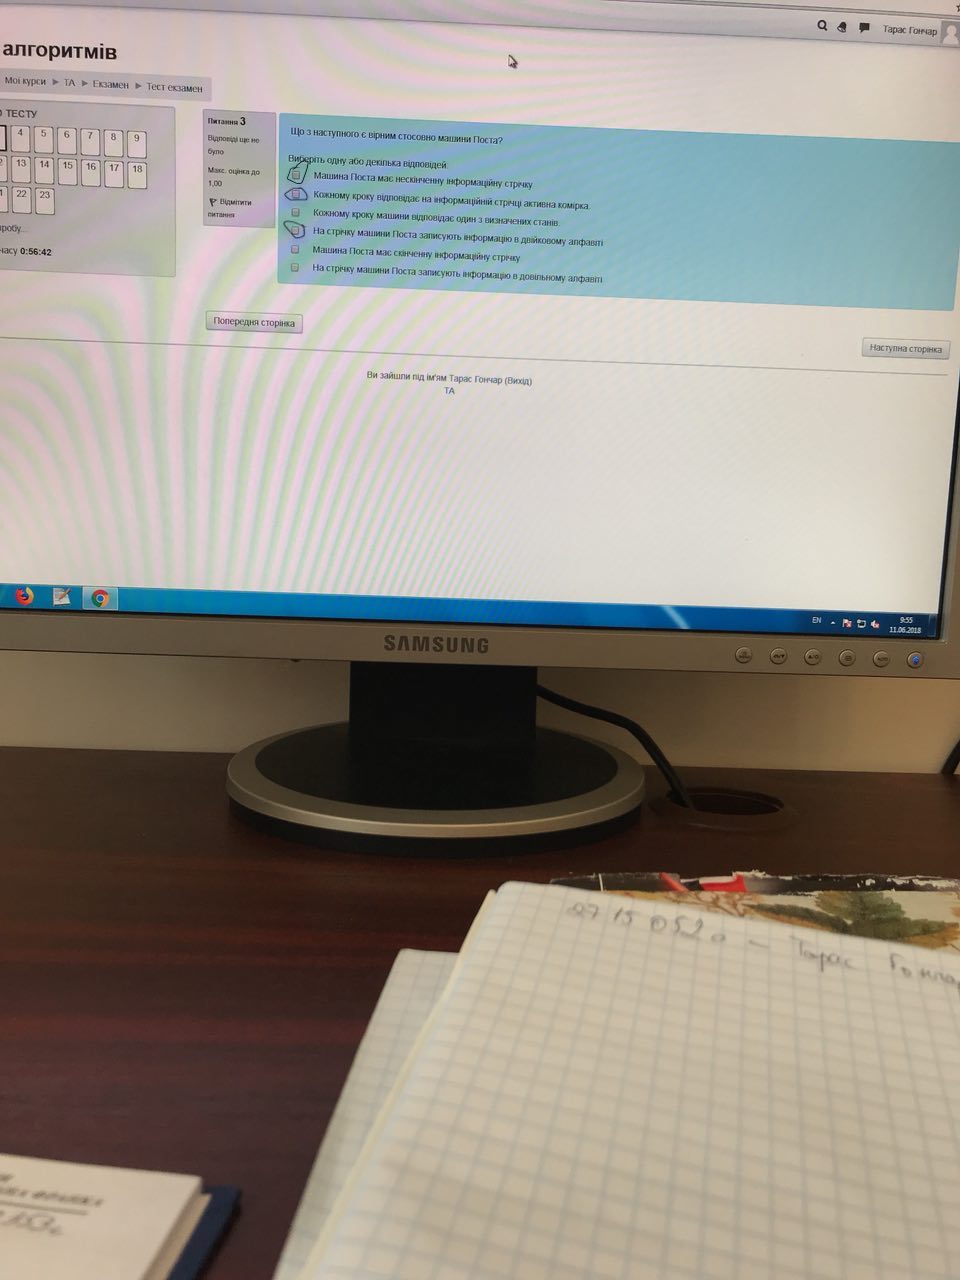 Тарас Гончар
алгоритмів
Мої курси ▶ ТА ▶ Екзамен ▶ Тест екзамен
ТЕСТУ
4 5 6 7 8 9
13 14 15 16 17 18
22 23
часу 0:56:42
Питання 3
Відповіді ще не
було
Макс. оцінка до
1,00
Відмітити
питання
Що з наступного є вірним стосовно машини Поста?
Виберіть одну або декілька відповідей:
Машина Поста має нескінченну інформаційну стрічку
Кожному кроку відповідає на інформаційній стрічці активна комірка.
Кожному кроку машини відповідає один з визначених станів.
На стрічку машини Поста записують інформацію в двійковому алфавіті
Машина Поста має скінченну інформаційну стрічку
На стрічку машини Поста записують інформацію в довільному алфавіті
Попередня сторінка
Наступна сторінка
Ви зайшли під ім'ям Тарас Гончар (Вихід)
ТА
EN
9:55
11.06.2018
SAMSUNG
Тарас